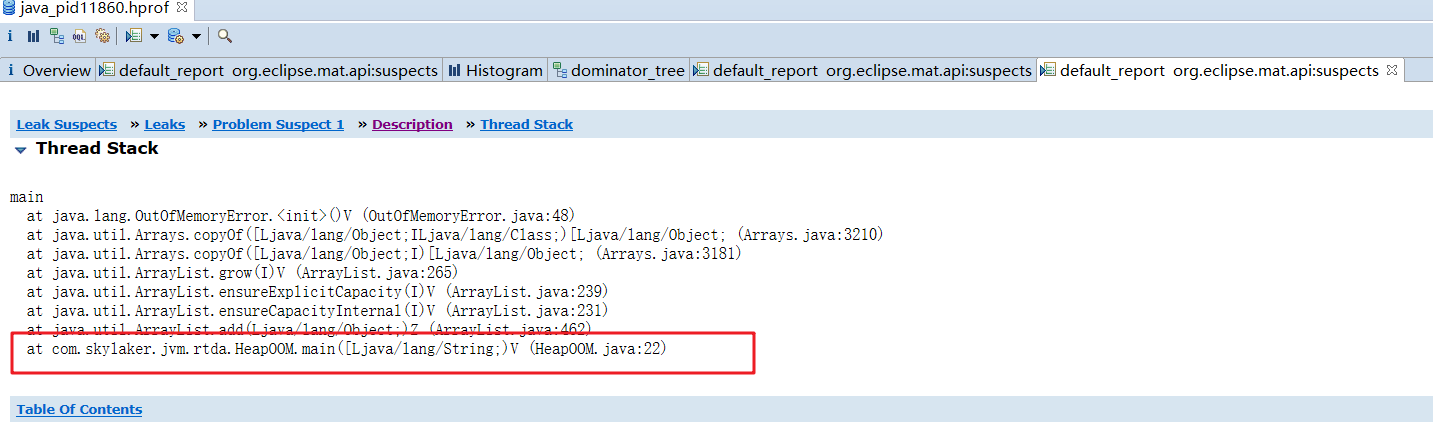 java_pid11860.hprof
i OQL
i Overview default_report org.eclipse.mat.api:suspects Histogram dominator_tree default_report org.eclipse.mat.api:suspects default_report org.eclipse.mat.api:suspects
Leak Suspects » Leaks » Problem Suspect 1 » Description » Thread Stack
Thread Stack
main
at java.lang.OutOfMemoryError.<init>()V (OutOfMemoryError.java:48)
at java.util.Arrays.copyOf([Ljava/lang/Object;ILjava/lang/Class;)[Ljava/lang/Object; (Arrays.java:3210)
at java.util.Arrays.copyOf([Ljava/lang/Object;I)[Ljava/lang/Object; (Arrays.java:3181)
at java.util.ArrayList.grow(I)V (ArrayList.java:265)
at java.util.ArrayList.ensureExplicitCapacity(I)V (ArrayList.java:239)
at java.util.ArrayList.ensureCapacityInternal(I)V (ArrayList.java:231)
at java.util.ArrayList.add(Ljava/lang/Object;)Z (ArrayList.java:462)
at com.skylaker.jvm.rtda.HeapOOM.main([Ljava/lang/String;)V (HeapOOM.java:22)
Table Of Contents